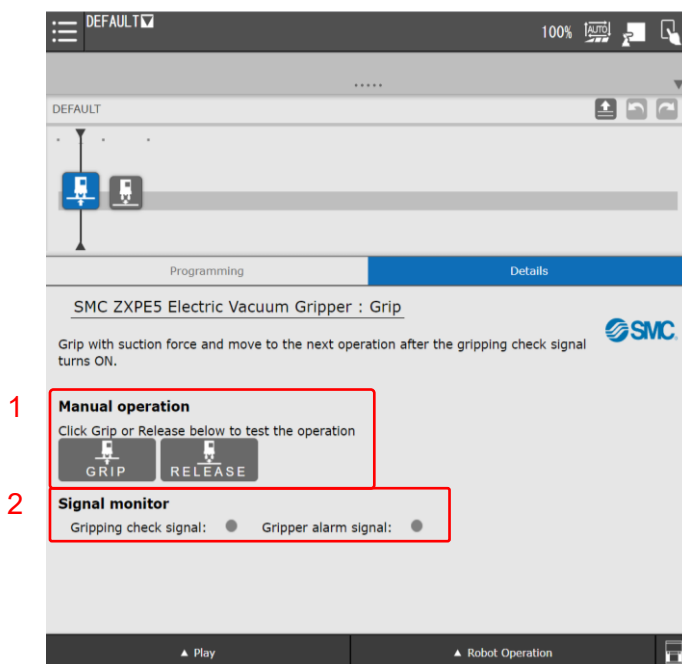 DEFAULT
100% AUTO
DEFAULT
Programming
Details
SMC ZXPE5 Electric Vacuum Gripper : Grip
SMC
Grip with suction force and move to the next operation after the gripping check signal
turns ON.
1
Manual operation
Click Grip or Release below to test the operation
GRIP
RELEASE
2
Signal monitor
Gripping check signal:
Gripper alarm signal:
▲ Play
▲ Robot Operation